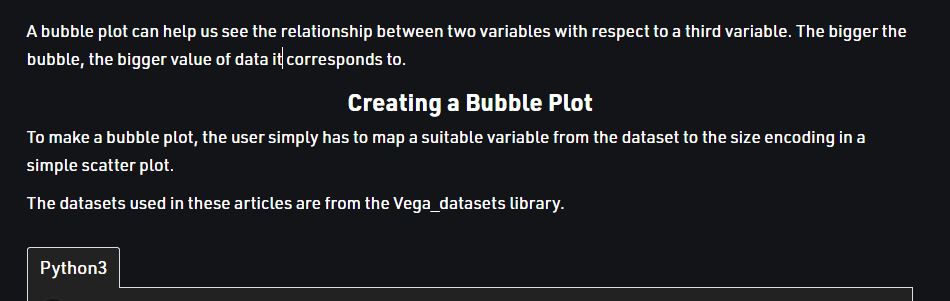 A bubble plot can help us see the relationship between two variables with respect to a third variable. The bigger the
bubble, the bigger value of data it corresponds to.
Creating a Bubble Plot
To make a bubble plot, the user simply has to map a suitable variable from the dataset to the size encoding in a
simple scatter plot.
The datasets used in these articles are from the Vega_datasets library.
Python3